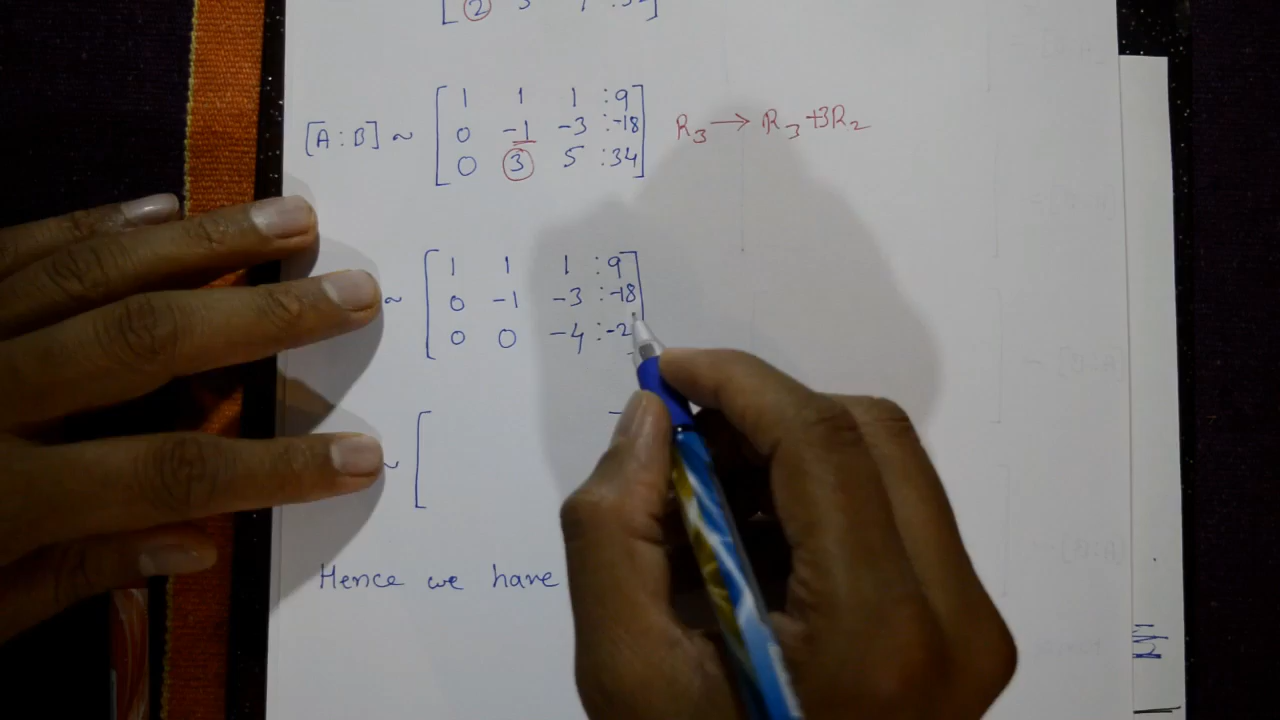 2
[A:B] ~ [ 1 1 1 :9 ] R3 → R3+3R2
0 -1 -3 :-18
0 3 5 :34
~ [ 1 1 1 :9 ]
0 -1 -3 :-18
0 0 -4 :-2
~ [
Hence we have